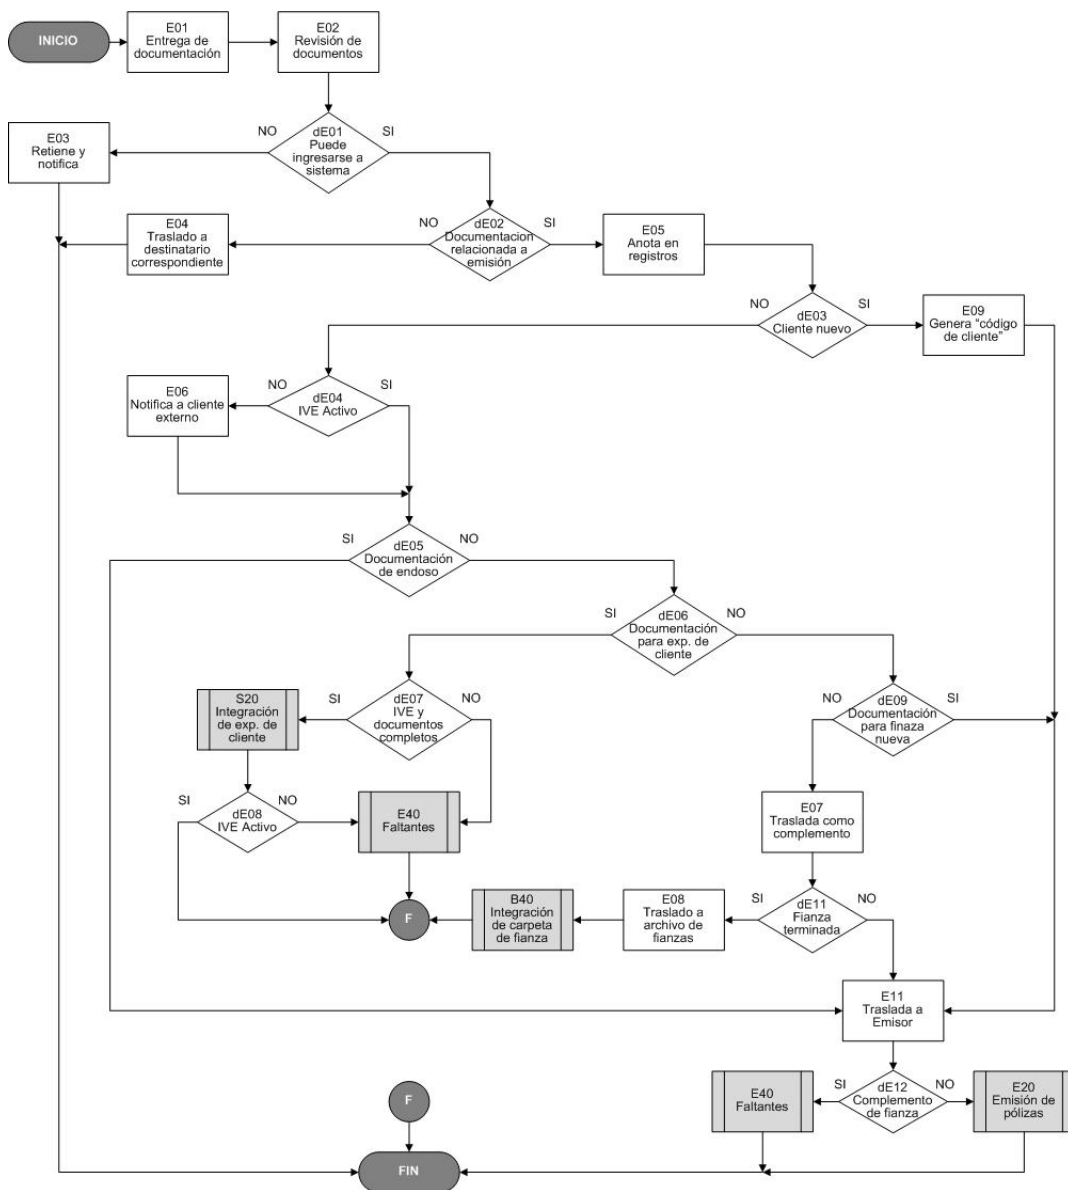 INICIO
E01
Entrega de
documentación
E02
Revisión de
documentos
NO
dE01
Puede
ingresarse a
sistema
SI
E03
Retiene y
notifica
E04
Traslado a
destinatario
correspondiente
NO
dE02
Documentacion
relacionada a
emisión
SI
E05
Anota en
registros
NO
dE03
Cliente nuevo
SI
E09
Genera “código
de cliente”
E06
Notifica a cliente
externo
NO
dE04
IVE Activo
SI
SI
dE05
Documentación
de endoso
NO
SI
dE06
Documentación
para exp. de
cliente
NO
S20
Integración
de exp. de
cliente
SI
dE07
IVE y
documentos
completos
NO
NO
dE09
Documentación
para finaza
nueva
SI
SI
dE08
IVE Activo
NO
E40
Faltantes
E07
Traslada como
complemento
F
B40
Integración
de carpeta
de fianza
E08
Traslado a
archivo de
fianzas
SI
dE11
Fianza
terminada
NO
E11
Traslada a
Emisor
E40
Faltantes
SI
dE12
Complemento
de fianza
NO
E20
Emisión de
pólizas
F
FIN